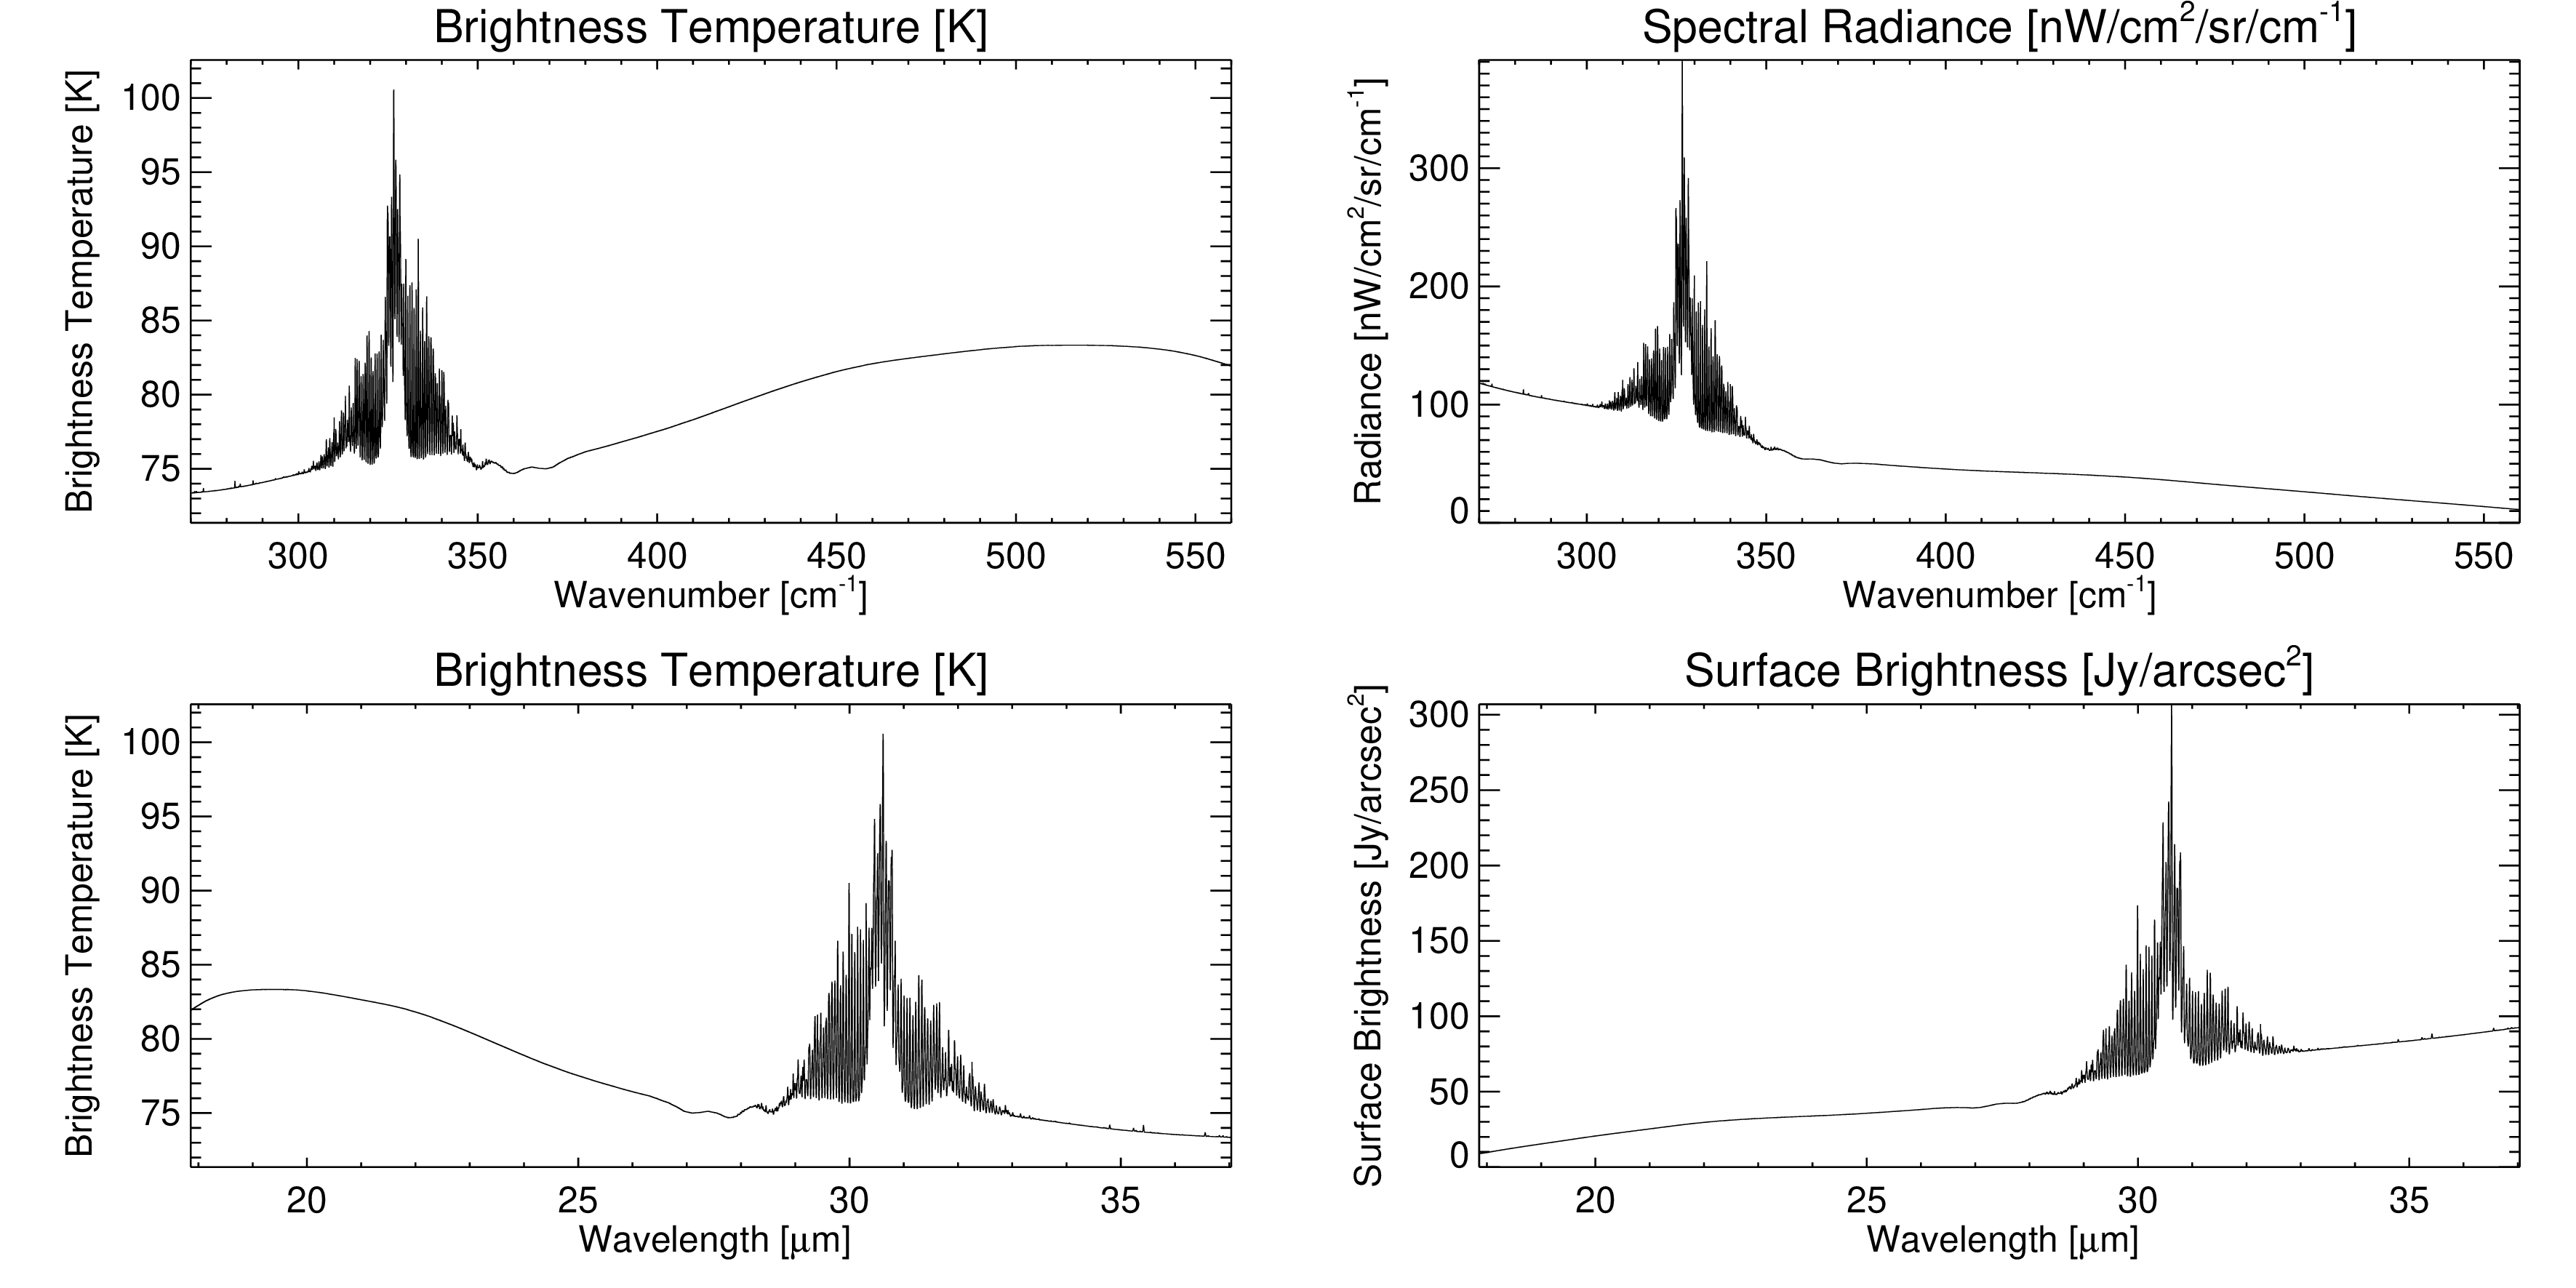 Brightness Temperature [K]
Brightness Temperature [K]
100
95
90
85
80
75
300 350 400 450 500 550
Wavenumber [cm-1]
Spectral Radiance [nW/cm2/sr/cm-1]
Radiance [nW/cm2/sr/cm-1]
300
200
100
0
300 350 400 450 500 550
Wavenumber [cm-1]
Brightness Temperature [K]
Brightness Temperature [K]
100
95
90
85
80
75
20 25 30 35
Wavelength [μm]
Surface Brightness [Jy/arcsec2]
Surface Brightness [Jy/arcsec2]
300
250
200
150
100
50
0
20 25 30 35
Wavelength [μm]